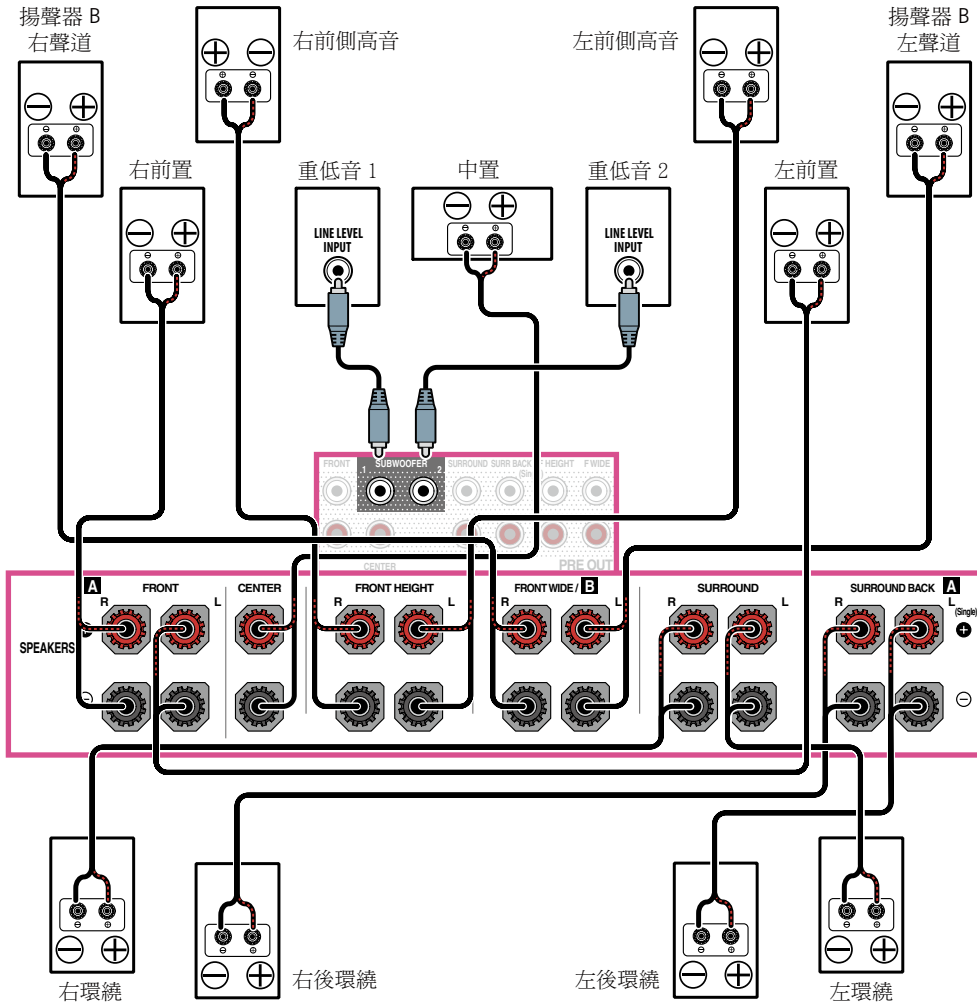 揚聲器 B
右聲道
右前側高音
左前側高音
揚聲器 B
左聲道
右前置
重低音 1
中置
重低音 2
左前置
LINE LEVEL
INPUT
LINE LEVEL
INPUT
FRONT
SUBWOOFER
1
2
SURROUND
SURR BACK
(Single)
F HEIGHT
F WIDE
CENTER
PRE OUT
SPEAKERS
A
FRONT
R
L
CENTER
FRONT HEIGHT
R
L
FRONT WIDE / B
R
L
SURROUND
R
L
SURROUND BACK
A
R
L
(Single)
右環繞
右後環繞
左後環繞
左環繞